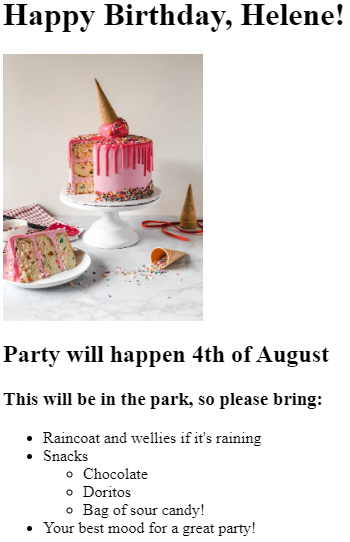 Happy Birthday, Helene!
Party will happen 4th of August
This will be in the park, so please bring:
Raincoat and wellies if it's raining
Snacks
Chocolate
Doritos
Bag of sour candy!
Your best mood for a great party!